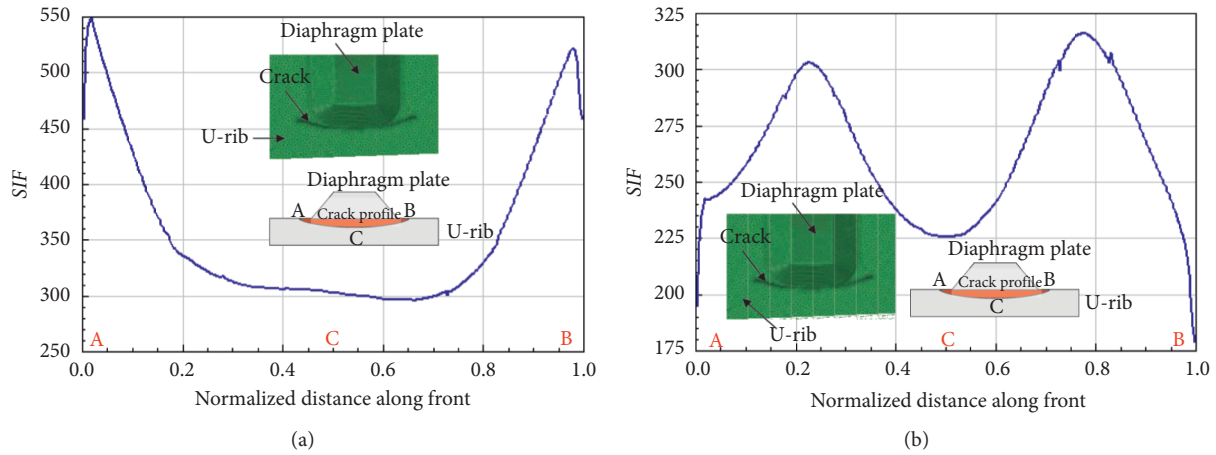 550
500
450
400
350
300
250
SIF
Diaphragm plate
Crack
U-rib
Diaphragm plate
A
Crack profile
B
U-rib
C
A
C
B
0.0
0.2
0.4
0.6
0.8
1.0
Normalized distance along front
(a)
325
300
275
250
225
200
175
SIF
Diaphragm plate
Crack
U-rib
Diaphragm plate
A
Crack profile
B
C
U-rib
A
C
B
0.0
0.2
0.4
0.6
0.8
1.0
Normalized distance along front
(b)